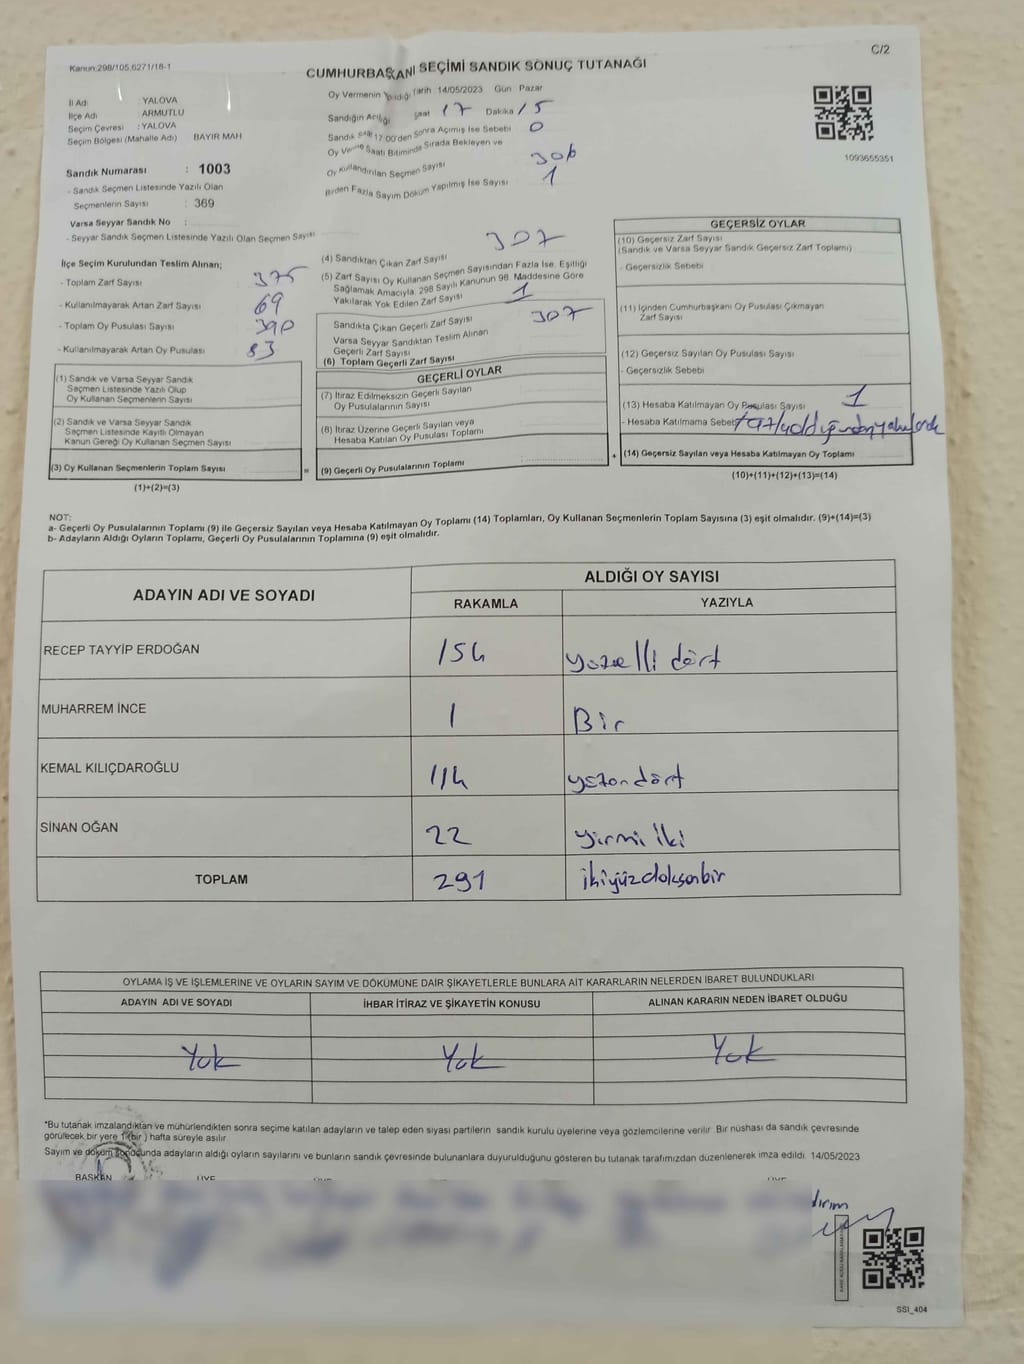 C/2
Kanun:298/105,6271/18-1
CUMHURBAŞKANI SEÇİMİ SANDIK SONUÇ TUTANAĞI
İl Adı : YALOVA
İlçe Adı : ARMUTLU
Seçim Çevresi : YALOVA
Seçim Bölgesi (Mahalle Adı) BAYIR MAH
Sandık Numarası : 1003
- Sandık Seçmen Listesinde Yazılı Olan
Seçmenlerin Sayısı : 369
Varsa Seyyar Sandık No :
- Seyyar Sandık Seçmen Listesinde Yazılı Olan Seçmen Sayısı
Oy Vermenin Yapıldığı Tarih 14/05/2023 Gün Pazar
Sandığın Açılığı Saat 17 Dakika 15
Sandık Saat 17:00'den Sonra Açımış İse Sebebi 0
Oy Verme Saati Bitiminde Sırada Bekleyen ve
Oy Kullandırılan Seçmen Sayısı 306
Birden Fazla Sayım Döküm Yapılmış İse Sayısı 1
1093655351
İlçe Seçim Kurulundan Teslim Alınan;
- Toplam Zarf Sayısı 375
- Kullanılmayarak Artan Zarf Sayısı 69
- Toplam Oy Pusulası Sayısı 390
- Kullanılmayarak Artan Oy Pusulası 83
(1) Sandık ve Varsa Seyyar Sandık
Seçmen Listesinde Yazılı Olup
Oy Kullanan Seçmenlerin Sayısı
(2) Sandık ve Varsa Seyyar Sandık
Seçmen Listesinde Kayıtlı Olmayan
Kanun Gereği Oy Kullanan Seçmen Sayısı
(3) Oy Kullanan Seçmenlerin Toplam Sayısı
(1)+(2)=(3)
(4) Sandıktan Çıkan Zarf Sayısı 307
(5) Zarf Sayısı Oy Kullanan Seçmen Sayısından Fazla İse, Eşitliği
Sağlamak Amacıyla, 298 Sayılı Kanunun 98. Maddesine Göre
Yakılarak Yok Edilen Zarf Sayısı 1
Sandıkta Çıkan Geçerli Zarf Sayısı 307
Varsa Seyyar Sandıktan Teslim Alınan
Geçerli Zarf Sayısı
(6) Toplam Geçerli Zarf Sayısı
=
GEÇERLİ OYLAR
(7) İtiraz Edilmeksizin Geçerli Sayılan
Oy Pusulalarının Sayısı
(8) İtiraz Üzerine Geçerli Sayılan veya
Hesaba Katılan Oy Pusulası Toplamı
(9) Geçerli Oy Pusulalarının Toplamı
+
GEÇERSİZ OYLAR
(10) Geçersiz Zarf Sayısı
(Sandık ve Varsa Seyyar Sandık Geçersiz Zarf Toplamı)
- Geçersizlik Sebebi
(11) İçinden Cumhurbaşkanı Oy Pusulası Çıkmayan
Zarf Sayısı
(12) Geçersiz Sayılan Oy Pusulası Sayısı
- Geçersizlik Sebebi
(13) Hesaba Katılmayan Oy Pusulası Sayısı 1
- Hesaba Katılmama Sebebi
(14) Geçersiz Sayılan veya Hesaba Katılmayan Oy Toplamı
(10)+(11)+(12)+(13)=(14)
NOT:
a- Geçerli Oy Pusulalarının Toplamı (9) ile Geçersiz Sayılan veya Hesaba Katılmayan Oy Toplamı (14) Toplamları, Oy Kullanan Seçmenlerin Toplam Sayısına (3) eşit olmalıdır. (9)+(14)=(3)
b- Adayların Aldığı Oyların Toplamı, Geçerli Oy Pusulalarının Toplamına (9) eşit olmalıdır.
ADAYIN ADI VE SOYADI
ALDIĞI OY SAYISI
RAKAMLA YAZIYLA
RECEP TAYYİP ERDOĞAN 154 yüzelli dört
MUHARREM İNCE 1 Bir
KEMAL KILIÇDAROĞLU 114 yüzon dört
SİNAN OĞAN 22 yirmi iki
TOPLAM 291 ikiyüzdoksanbir
OYLAMA İŞ VE İŞLEMLERİNE VE OYLARIN SAYIM VE DÖKÜMÜNE DAİR ŞİKAYETLERLE BUNLARA AİT KARARLARIN NELERDEN İBARET BULUNDUKLARI
ADAYIN ADI VE SOYADI İHBAR İTİRAZ VE ŞİKAYETİN KONUSU ALINAN KARARIN NEDEN İBARET OLDUĞU
Yok Yok Yok
*Bu tutanak imzalandıktan ve mühürlendikten sonra seçime katılan adayların ve talep eden siyasi partilerin sandık kurulu üyelerine veya gözlemcilerine verilir. Bir nüshası da sandık çevresinde
görülecek bir yere 1 (bir) hafta süreyle asılır.
Sayım ve döküm sonucunda adayların aldığı oyların sayılarını ve bunların sandık çevresinde bulunanlara duyurulduğunu gösteren bu tutanak tarafımızdan düzenlenerek imza edildi. 14/05/2023
BAŞKAN ÜYE
SSI_404